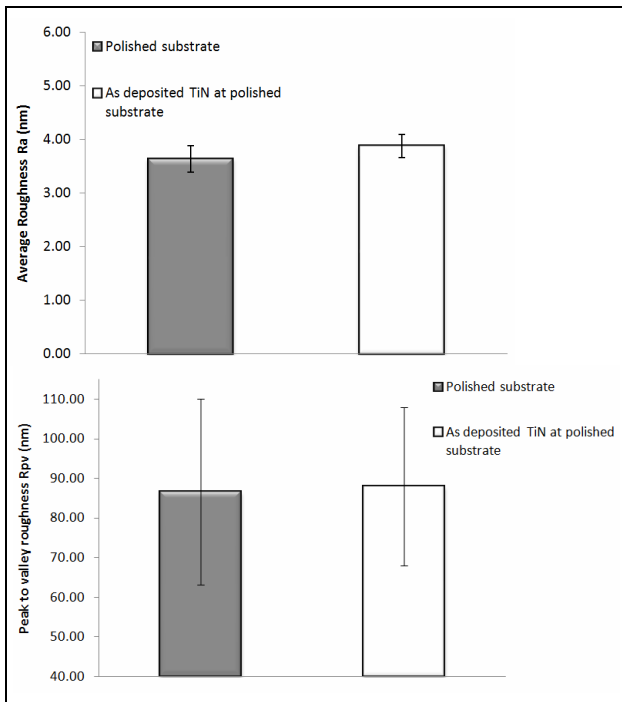 6.00
5.00
4.00
3.00
2.00
1.00
0.00
Average Roughness Ra (nm)
Polished substrate
As deposited TiN at polished
substrate
110.00
100.00
90.00
80.00
70.00
60.00
50.00
40.00
Peak to valley roughness Rpv (nm)
Polished substrate
As deposited TiN at polished
substrate